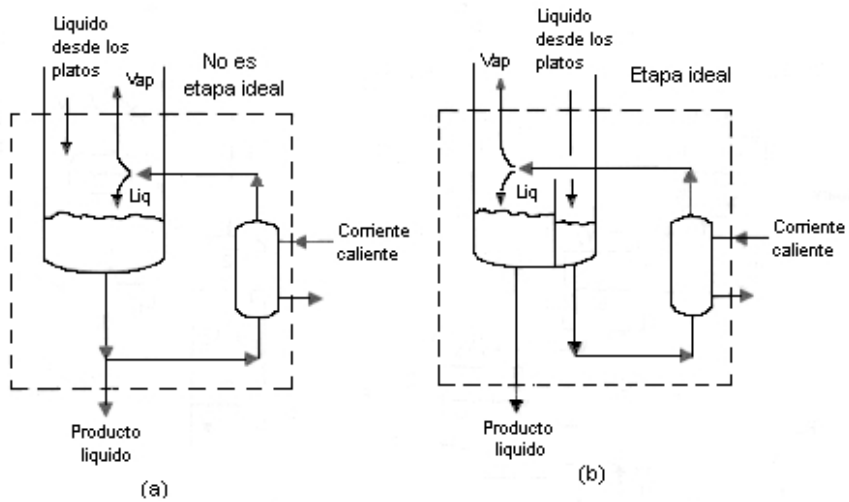 Liquido
desde los
platos
Vap
No es
etapa ideal
Liq
Corriente
caliente
Producto
liquido
(a)
Liquido
desde los
platos
Vap
Etapa ideal
Liq
Corriente
caliente
Producto
liquido
(b)